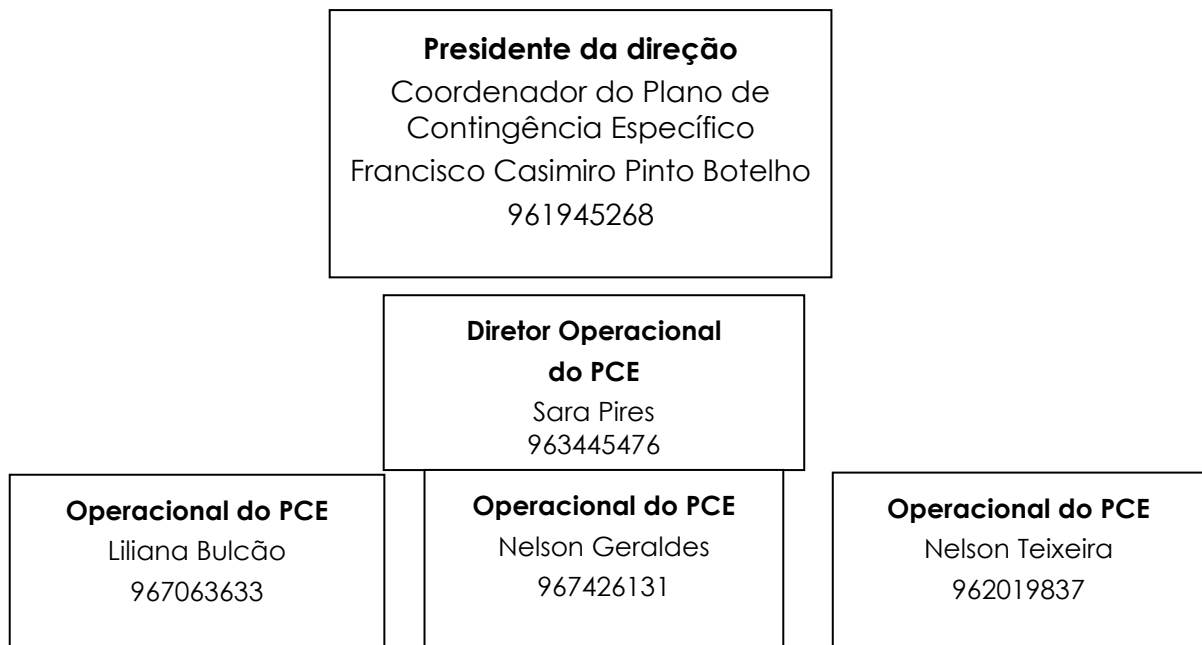 Presidente da direção
Coordenador do Plano de
Contingência Específico
Francisco Casimiro Pinto Botelho
961945268
Diretor Operacional
do PCE
Sara Pires
963445476
Operacional do PCE
Liliana Bulcão
967063633
Operacional do PCE
Nelson Geraldes
967426131
Operacional do PCE
Nelson Teixeira
962019837